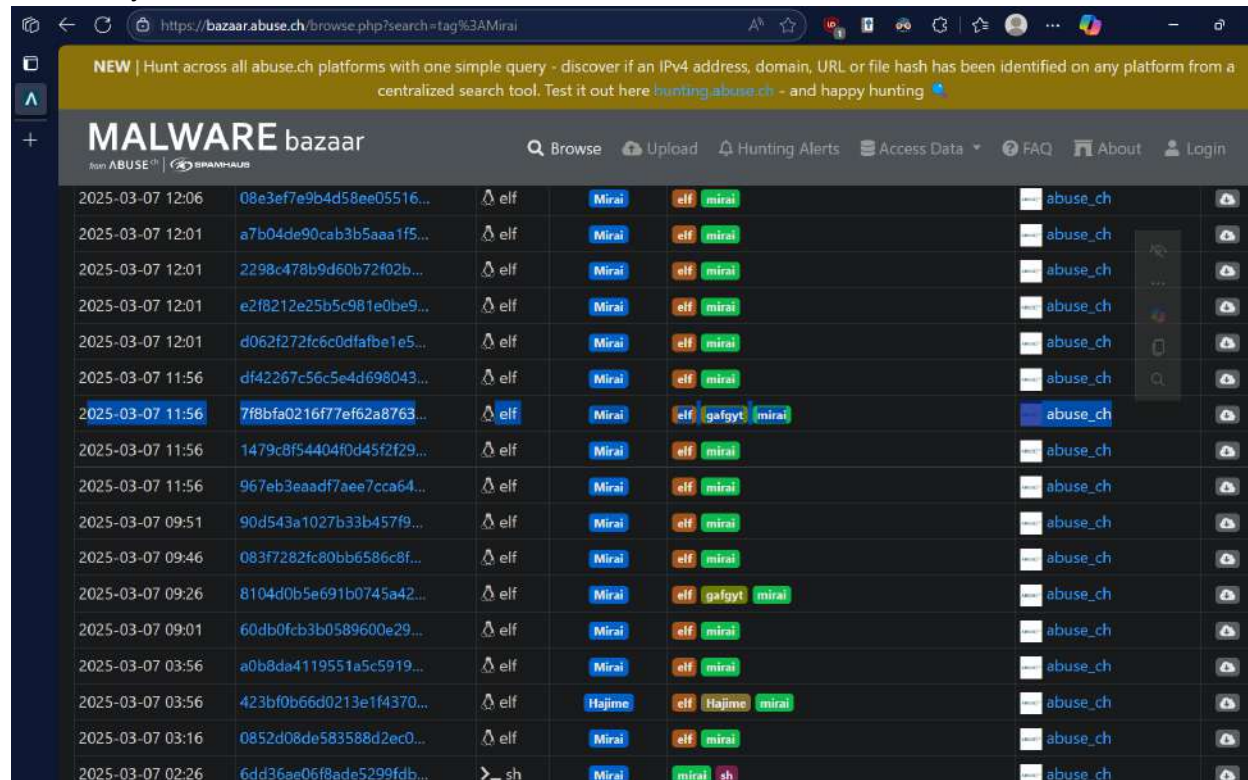 https://bazaar.abuse.ch/browse.php?search=tag%3AMirai
NEW | Hunt across all abuse.ch platforms with one simple query - discover if an IPv4 address, domain, URL or file hash has been identified on any platform from a
centralized search tool. Test it out here hunting.abuse.ch - and happy hunting
MALWARE bazaar
from ABUSE ch | SPAMHAUS
Browse Upload Hunting Alerts Access Data FAQ About Login
2025-03-07 12:06 08e3ef7e9b4d58ee05516... elf Mirai elf mirai abuse_ch
2025-03-07 12:01 a7b04de90cab3b5aaa1f5... elf Mirai elf mirai abuse_ch
2025-03-07 12:01 2298c478b9d60b72f02b... elf Mirai elf mirai abuse_ch
2025-03-07 12:01 e2f8212e25b5c981e0be9... elf Mirai elf mirai abuse_ch
2025-03-07 12:01 d062f272fc6c0dfafbe1e5... elf Mirai elf mirai abuse_ch
2025-03-07 11:56 df42267c56c5e4d698043... elf Mirai elf mirai abuse_ch
2025-03-07 11:56 7f8bfa0216f77ef62a8763... elf Mirai elf gafgyt mirai abuse_ch
2025-03-07 11:56 1479c8f54404f0d45f2f29... elf Mirai elf mirai abuse_ch
2025-03-07 11:56 967eb3eaadf7aee7cca64... elf Mirai elf mirai abuse_ch
2025-03-07 09:51 90d543a1027b33b457f9... elf Mirai elf mirai abuse_ch
2025-03-07 09:46 083f7282fc80bb6586c8f... elf Mirai elf mirai abuse_ch
2025-03-07 09:26 8104d0b5e691b0745a42... elf Mirai elf gafgyt mirai abuse_ch
2025-03-07 09:01 60db0fcb3b0589600e29... elf Mirai elf mirai abuse_ch
2025-03-07 03:56 a0b8da4119551a5c5919... elf Mirai elf mirai abuse_ch
2025-03-07 03:56 423bf0b66d0213e1f4370... elf Hajime elf Hajime mirai abuse_ch
2025-03-07 03:16 0852d08de583588d2ec0... elf Mirai elf mirai abuse_ch
2025-03-07 02:26 6dd36ae06f8ade5299fdb... sh Mirai mirai sh abuse_ch